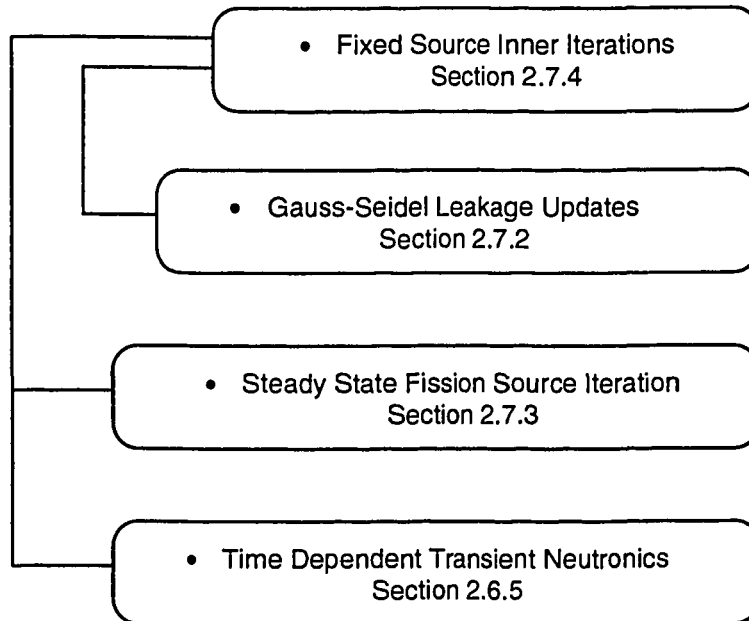 • Fixed Source Inner Iterations
Section 2.7.4
• Gauss-Seidel Leakage Updates
Section 2.7.2
• Steady State Fission Source Iteration
Section 2.7.3
• Time Dependent Transient Neutronics
Section 2.6.5